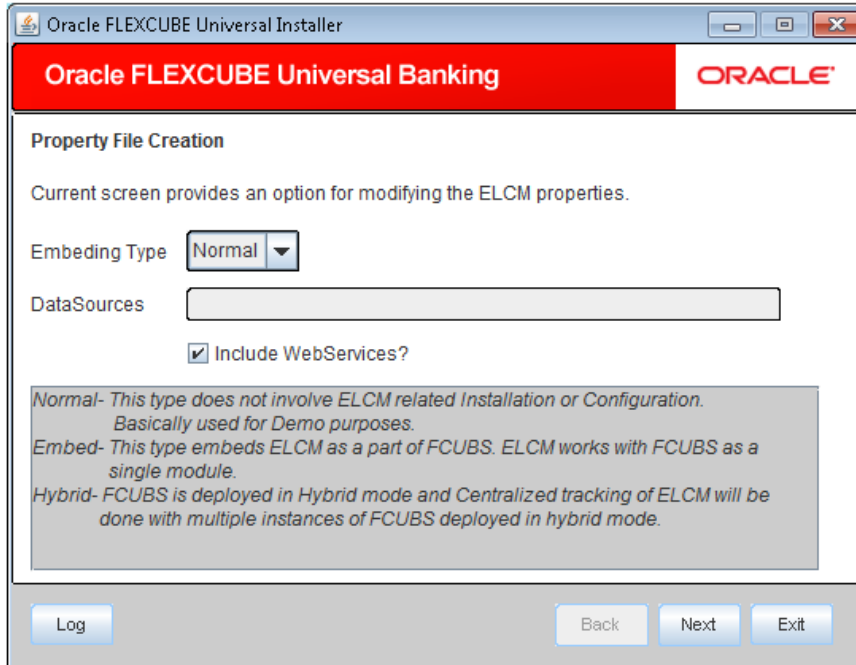 Oracle FLEXCUBE Universal Installer
Oracle FLEXCUBE Universal Banking
ORACLE
Property File Creation
Current screen provides an option for modifying the ELCM properties.
Embeding Type Normal
DataSources
Include WebServices?
Normal- This type does not involve ELCM related Installation or Configuration.
Basically used for Demo purposes.
Embed- This type embeds ELCM as a part of FCUBS. ELCM works with FCUBS as a
single module.
Hybrid- FCUBS is deployed in Hybrid mode and Centralized tracking of ELCM will be
done with multiple instances of FCUBS deployed in hybrid mode.
Log Back Next Exit